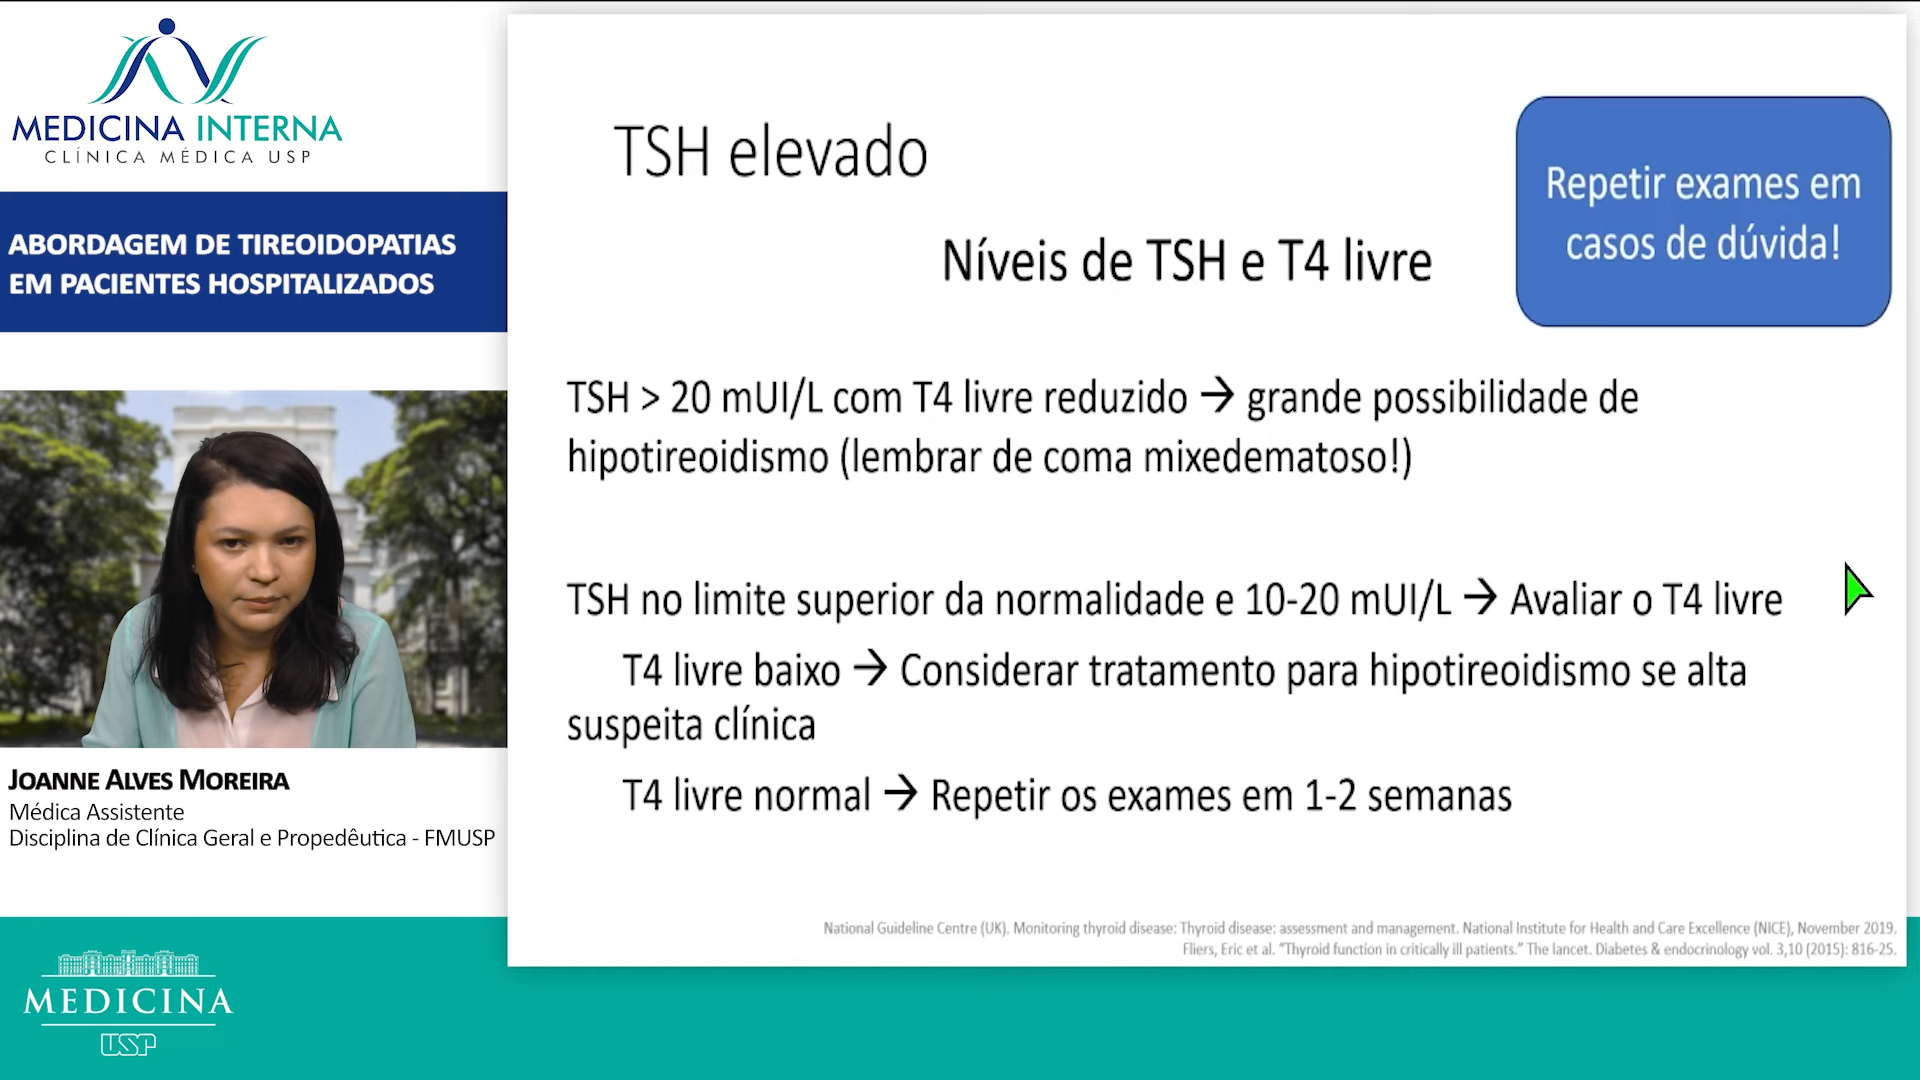 MEDICINA INTERNA
CLÍNICA MÉDICA USP
ABORDAGEM DE TIREOIDOPATIAS
EM PACIENTES HOSPITALIZADOS
JOANNE ALVES MOREIRA
Médica Assistente
Disciplina de Clínica Geral e Propedêutica - FMUSP
MEDICINA
USP
TSH elevado
Repetir exames em
casos de dúvida!
Níveis de TSH e T4 livre
TSH > 20 mUI/L com T4 livre reduzido → grande possibilidade de
hipotireoidismo (lembrar de coma mixedematoso!)
TSH no limite superior da normalidade e 10-20 mUI/L → Avaliar o T4 livre
T4 livre baixo → Considerar tratamento para hipotireoidismo se alta
suspeita clínica
T4 livre normal → Repetir os exames em 1-2 semanas
National Guideline Centre (UK). Monitoring thyroid disease: Thyroid disease: assessment and management. National Institute for Health and Care Excellence (NICE), November 2019.
Fliers, Eric et al. “Thyroid function in critically ill patients.” The lancet. Diabetes & endocrinology vol. 3,10 (2015): 816-25.